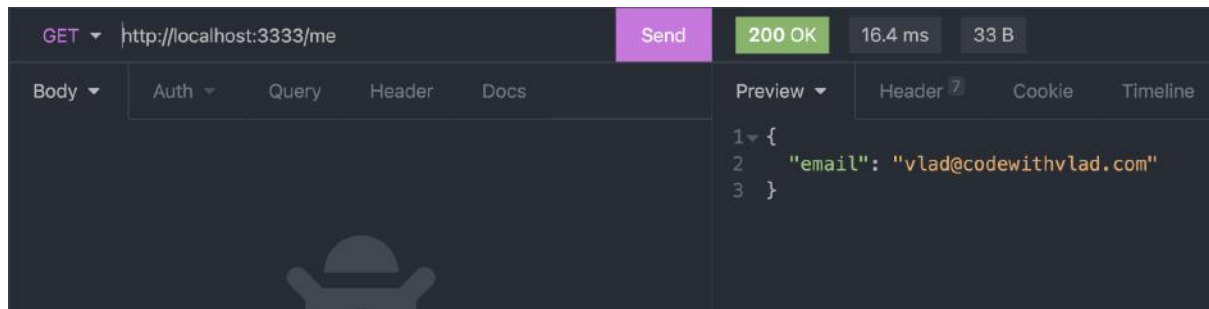 GET http://localhost:3333/me Send 200 OK 16.4 ms 33 B
Body Auth Query Header Docs Preview Header 7 Cookie Timeline
1 {
2 "email": "vlad@codewithvlad.com"
3 }